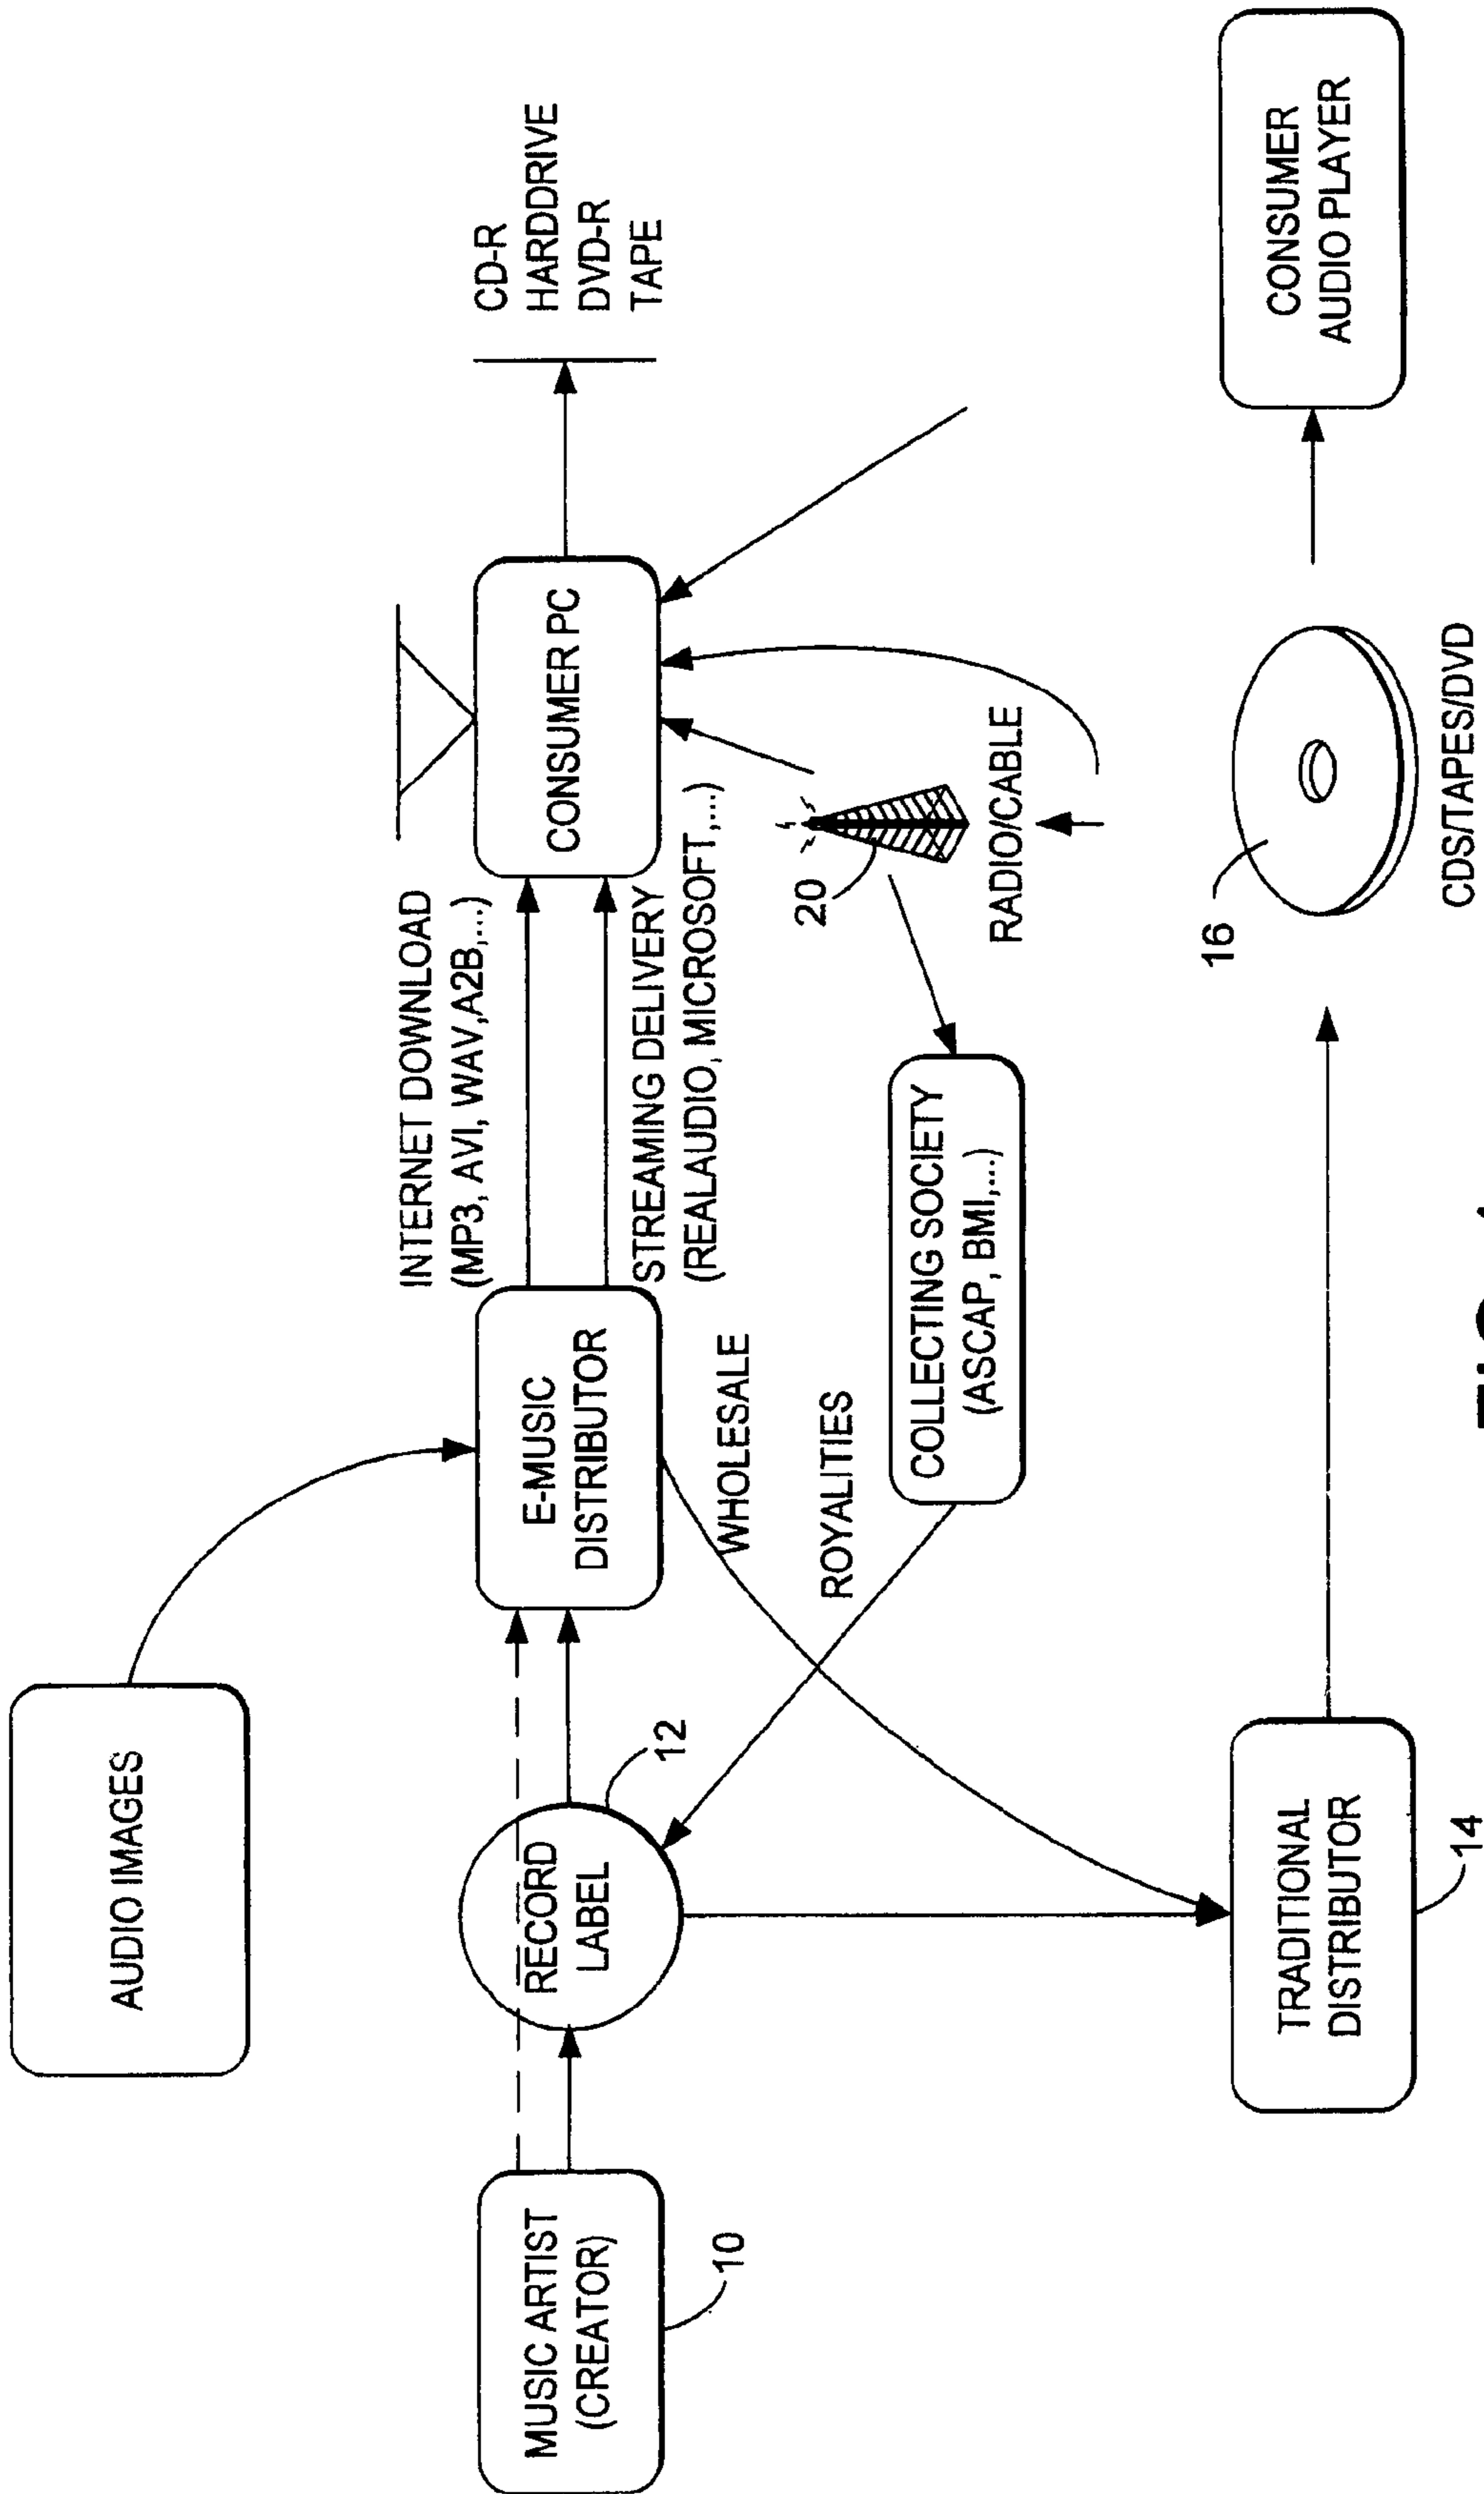 AUDIO IMAGES
MUSIC ARTIST
(CREATOR)
10
RECORD
LABEL
12
E-MUSIC
DISTRIBUTOR
INTERNET DOWNLOAD
(MP3, AVI, WAV, A2B,...)
STREAMING DELIVERY
(REALAUDIO, MICROSOFT,...)
CONSUMER PC
CD-R
HARDDRIVE
DVD-R
TAPE
WHOLESALE
ROYALITIES
COLLECTING SOCIETY
(ASCAP, BMI,...)
20
RADIO/CABLE
TRADITIONAL
DISTRIBUTOR
14
16
CDS/TAPES/DVD
CONSUMER
AUDIO PLAYER